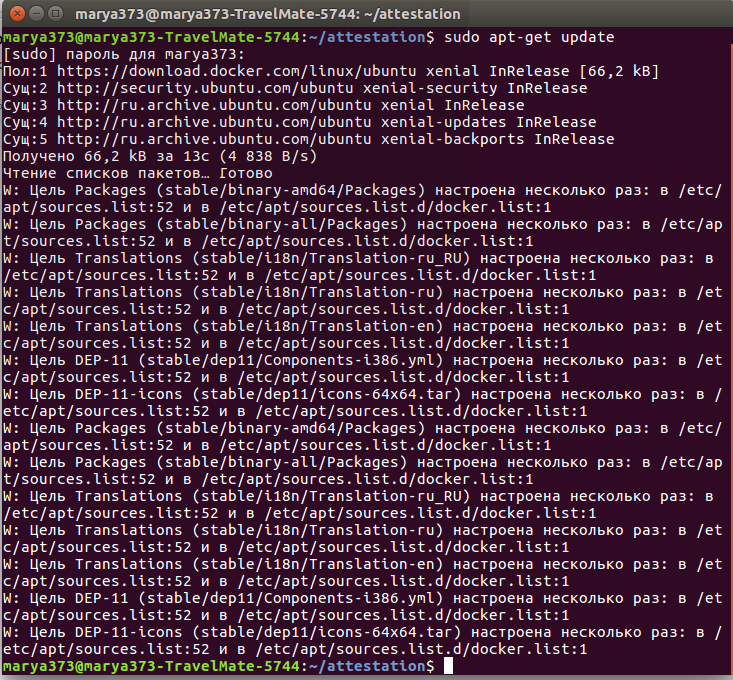 marya373@marya373-TravelMate-5744: ~/attestation
marya373@marya373-TravelMate-5744:~/attestation$ sudo apt-get update
[sudo] пароль для marya373:
Пол:1 https://download.docker.com/linux/ubuntu xenial InRelease [66,2 kB]
Сущ:2 http://security.ubuntu.com/ubuntu xenial-security InRelease
Сущ:3 http://ru.archive.ubuntu.com/ubuntu xenial InRelease
Сущ:4 http://ru.archive.ubuntu.com/ubuntu xenial-updates InRelease
Сущ:5 http://ru.archive.ubuntu.com/ubuntu xenial-backports InRelease
Получено 66,2 kB за 13с (4 838 B/s)
Чтение списков пакетов… Готово
W: Цель Packages (stable/binary-amd64/Packages) настроена несколько раз: в /etc/
apt/sources.list:52 и в /etc/apt/sources.list.d/docker.list:1
W: Цель Packages (stable/binary-all/Packages) настроена несколько раз: в /etc/ap
t/sources.list:52 и в /etc/apt/sources.list.d/docker.list:1
W: Цель Translations (stable/i18n/Translation-ru_RU) настроена несколько раз: в
/etc/apt/sources.list:52 и в /etc/apt/sources.list.d/docker.list:1
W: Цель Translations (stable/i18n/Translation-ru) настроена несколько раз: в /et
c/apt/sources.list:52 и в /etc/apt/sources.list.d/docker.list:1
W: Цель Translations (stable/i18n/Translation-en) настроена несколько раз: в /et
c/apt/sources.list:52 и в /etc/apt/sources.list.d/docker.list:1
W: Цель DEP-11 (stable/dep11/Components-i386.yml) настроена несколько раз: в /et
c/apt/sources.list:52 и в /etc/apt/sources.list.d/docker.list:1
W: Цель DEP-11-icons (stable/dep11/icons-64x64.tar) настроена несколько раз: в /
etc/apt/sources.list:52 и в /etc/apt/sources.list.d/docker.list:1
W: Цель Packages (stable/binary-amd64/Packages) настроена несколько раз: в /etc/
apt/sources.list:52 и в /etc/apt/sources.list.d/docker.list:1
W: Цель Packages (stable/binary-all/Packages) настроена несколько раз: в /etc/ap
t/sources.list:52 и в /etc/apt/sources.list.d/docker.list:1
W: Цель Translations (stable/i18n/Translation-ru_RU) настроена несколько раз: в
/etc/apt/sources.list:52 и в /etc/apt/sources.list.d/docker.list:1
W: Цель Translations (stable/i18n/Translation-ru) настроена несколько раз: в /et
c/apt/sources.list:52 и в /etc/apt/sources.list.d/docker.list:1
W: Цель Translations (stable/i18n/Translation-en) настроена несколько раз: в /et
c/apt/sources.list:52 и в /etc/apt/sources.list.d/docker.list:1
W: Цель DEP-11 (stable/dep11/Components-i386.yml) настроена несколько раз: в /et
c/apt/sources.list:52 и в /etc/apt/sources.list.d/docker.list:1
W: Цель DEP-11-icons (stable/dep11/icons-64x64.tar) настроена несколько раз: в /
etc/apt/sources.list:52 и в /etc/apt/sources.list.d/docker.list:1
marya373@marya373-TravelMate-5744:~/attestation$